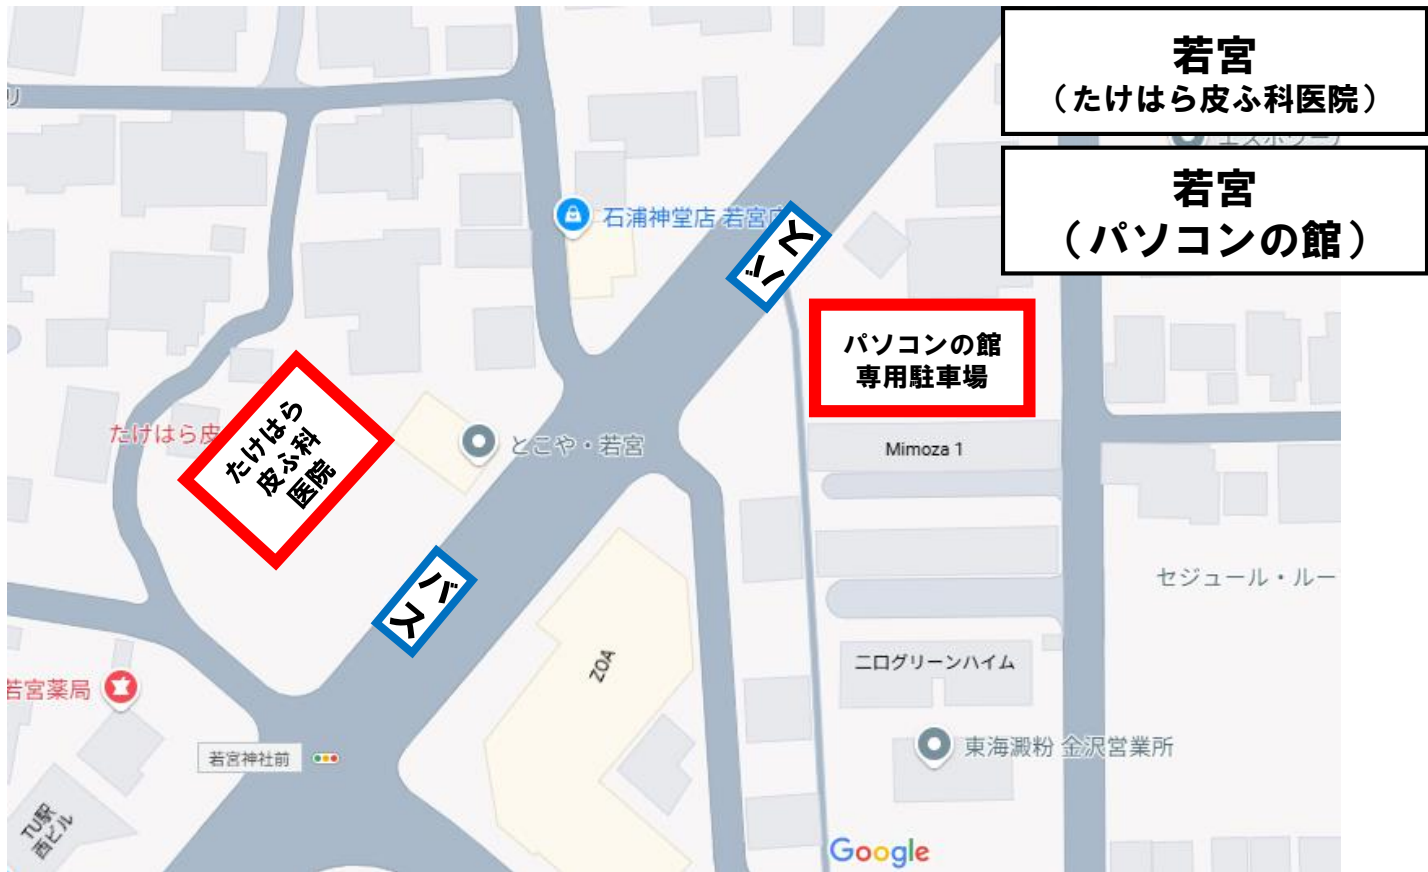 若宮
（たけはら皮ふ科医院）
若宮
（パソコンの館）
リ
石浦神堂店 若宮
バス
パソコンの館
専用駐車場
たけはら皮
たけはら
皮ふ科
医院
とこや・若宮
Mimoza 1
バス
セジュール・ルー
ZOA
二口グリーンハイム
若宮薬局
若宮神社前
東海澱粉 金沢営業所
TU駅
西ビル
Google